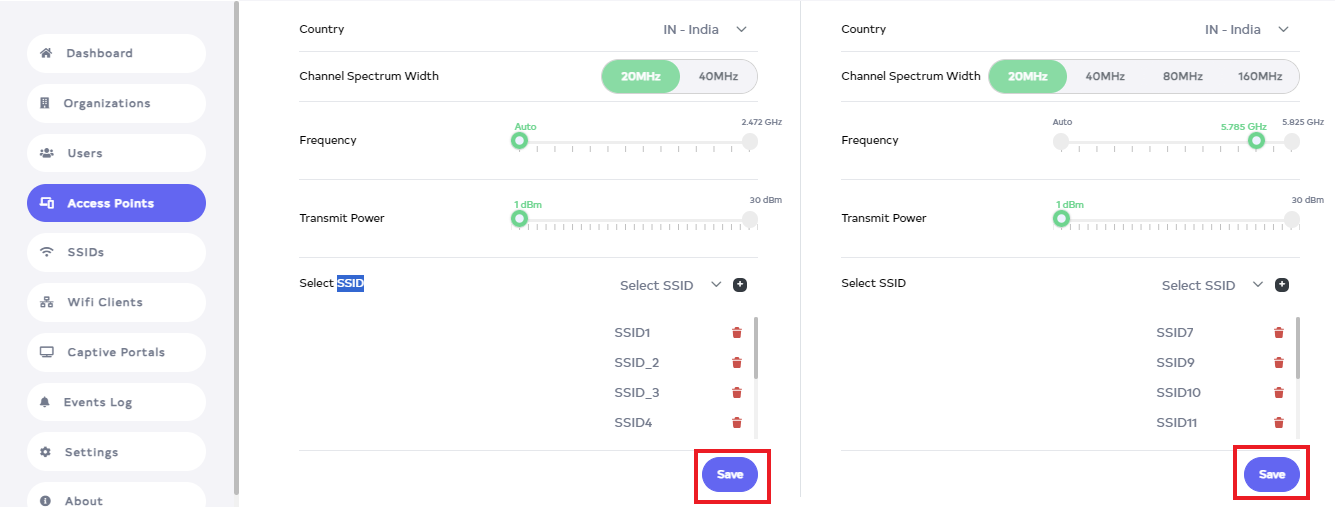 Dashboard
Organizations
Users
Access Points
SSIDs
Wifi Clients
Captive Portals
Events Log
Settings
About
Country
IN - India
Channel Spectrum Width
20MHz 40MHz
Frequency
Auto
2.472 GHz
Transmit Power
1 dBm
30 dBm
Select SSID
Select SSID
SSID1
SSID_2
SSID_3
SSID4
Save
Country
IN - India
Channel Spectrum Width
20MHz 40MHz 80MHz 160MHz
Frequency
Auto
5.785 GHz
5.825 GHz
Transmit Power
1 dBm
30 dBm
Select SSID
Select SSID
SSID7
SSID9
SSID10
SSID11
Save